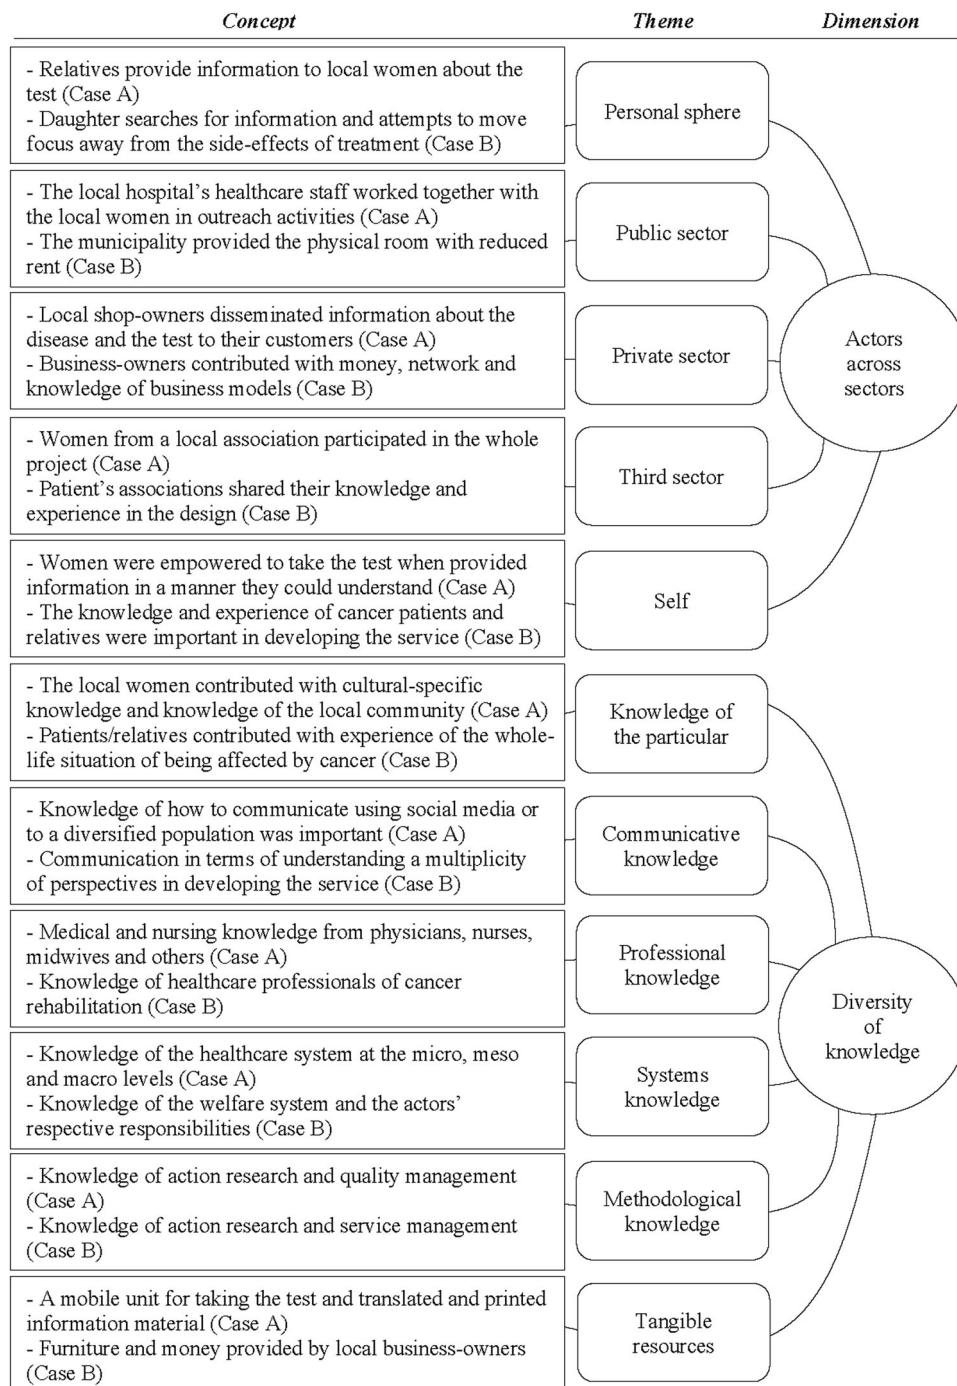 Concept Theme Dimension
- Relatives provide information to local women about the
test (Case A)
- Daughter searches for information and attempts to move
focus away from the side-effects of treatment (Case B)
Personal sphere
- The local hospital's healthcare staff worked together with
the local women in outreach activities (Case A)
- The municipality provided the physical room with reduced
rent (Case B)
Public sector
- Local shop-owners disseminated information about the
disease and the test to their customers (Case A)
- Business-owners contributed with money, network and
knowledge of business models (Case B)
Private sector
- Women from a local association participated in the whole
project (Case A)
- Patient's associations shared their knowledge and
experience in the design (Case B)
Third sector
- Women were empowered to take the test when provided
information in a manner they could understand (Case A)
- The knowledge and experience of cancer patients and
relatives were important in developing the service (Case B)
Self
Actors
across
sectors
- The local women contributed with cultural-specific
knowledge and knowledge of the local community (Case A)
- Patients/relatives contributed with experience of the whole-
life situation of being affected by cancer (Case B)
Knowledge of
the particular
- Knowledge of how to communicate using social media or
to a diversified population was important (Case A)
- Communication in terms of understanding a multiplicity
of perspectives in developing the service (Case B)
Communicative
knowledge
- Medical and nursing knowledge from physicians, nurses,
midwives and others (Case A)
- Knowledge of healthcare professionals of cancer
rehabilitation (Case B)
Professional
knowledge
- Knowledge of the healthcare system at the micro, meso
and macro levels (Case A)
- Knowledge of the welfare system and the actors'
respective responsibilities (Case B)
Systems
knowledge
- Knowledge of action research and quality management
(Case A)
- Knowledge of action research and service management
(Case B)
Methodological
knowledge
- A mobile unit for taking the test and translated and printed
information material (Case A)
- Furniture and money provided by local business-owners
(Case B)
Tangible
resources
Diversity
of
knowledge